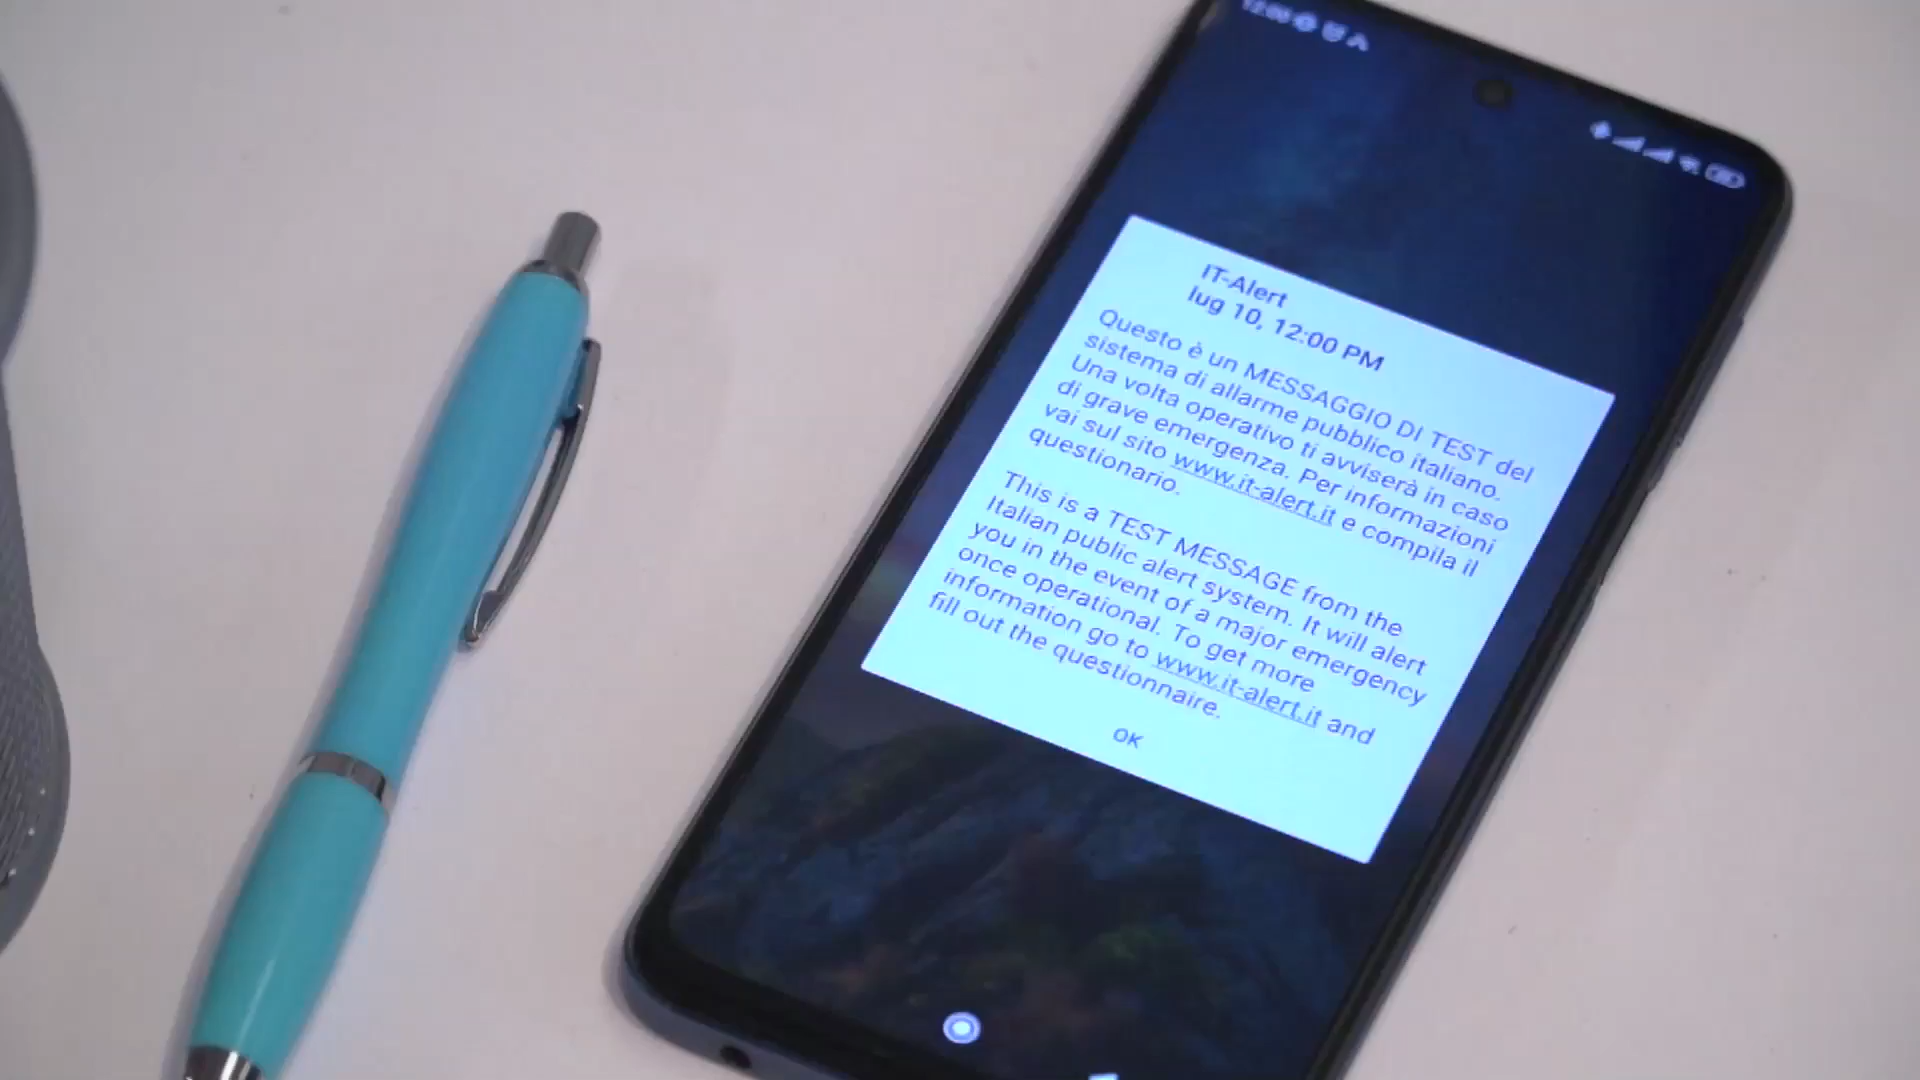 12:00
IT-Alert
lug 10, 12:00 PM
Questo è un MESSAGGIO DI TEST del
sistema di allarme pubblico italiano.
Una volta operativo ti avviserà in caso
di grave emergenza. Per informazioni
vai sul sito www.it-alert.it e compila il
questionario.
This is a TEST MESSAGE from the
Italian public alert system. It will alert
you in the event of a major emergency
once operational. To get more
information go to www.it-alert.it and
fill out the questionnaire.
OK